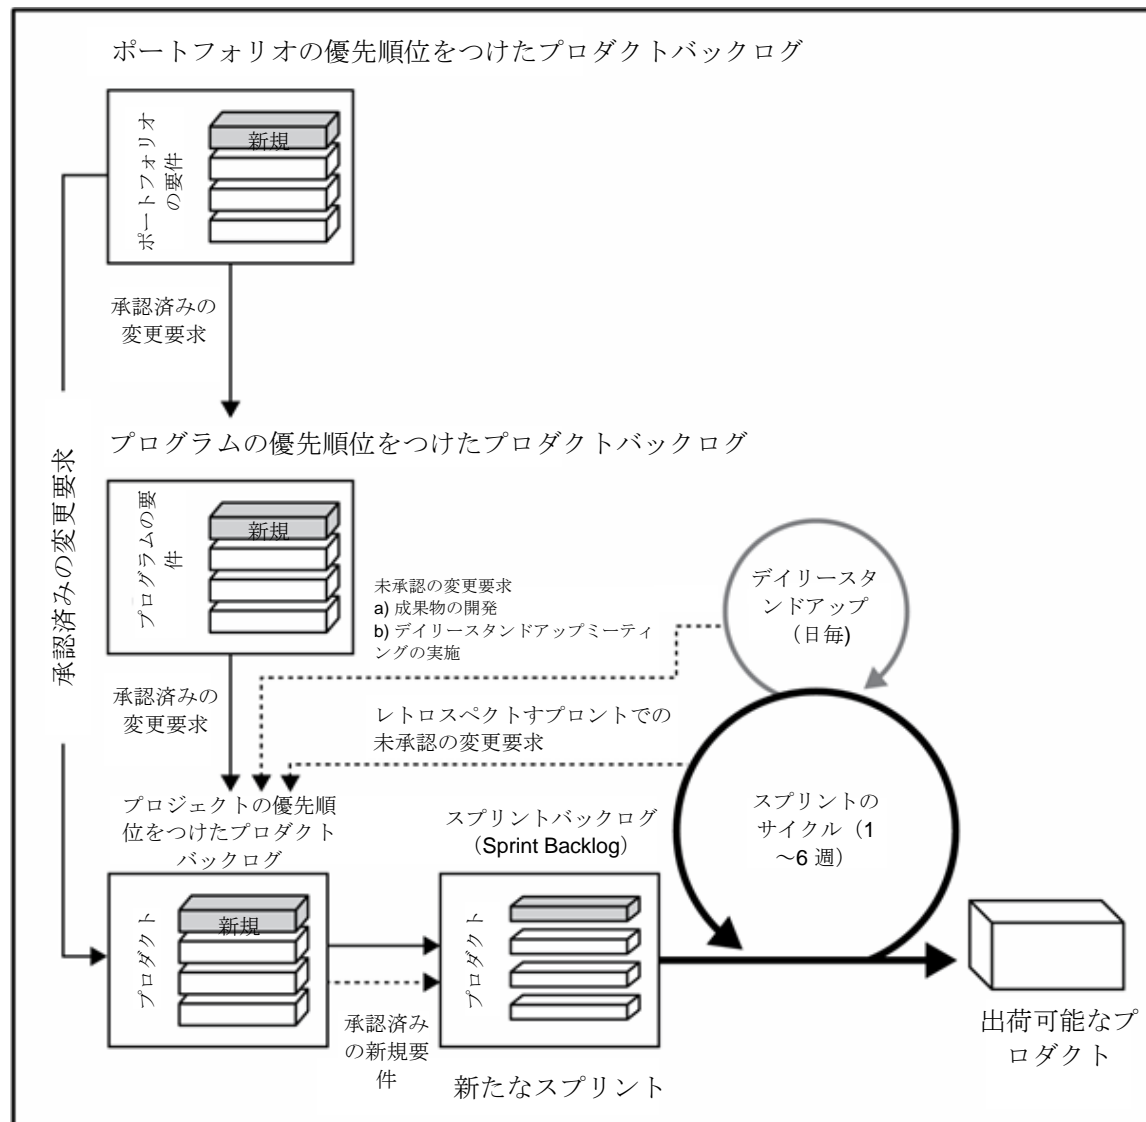 ポートフォリオの優先順位をつけたプロダクトバックログ
ポートフォリオ
の要件
新規
承認済みの
変更要求
承認済みの変更要求
プログラムの優先順位をつけたプロダクトバックログ
プログラムの要
件
新規
未承認の変更要求
a) 成果物の開発
b) デイリースタンドアップミーティ
ングの実施
デイリースタ
ンドアップ
（日毎)
承認済みの
変更要求
レトロスペクトすプロントでの
未承認の変更要求
プロジェクトの優先順
位をつけたプロダクト
バックログ
スプリントバックログ
（Sprint Backlog）
スプリントの
サイクル（1
～6 週）
プロダクト
新規
プロダクト
承認済み
の新規要
件
新たなスプリント
出荷可能なプ
ロダクト